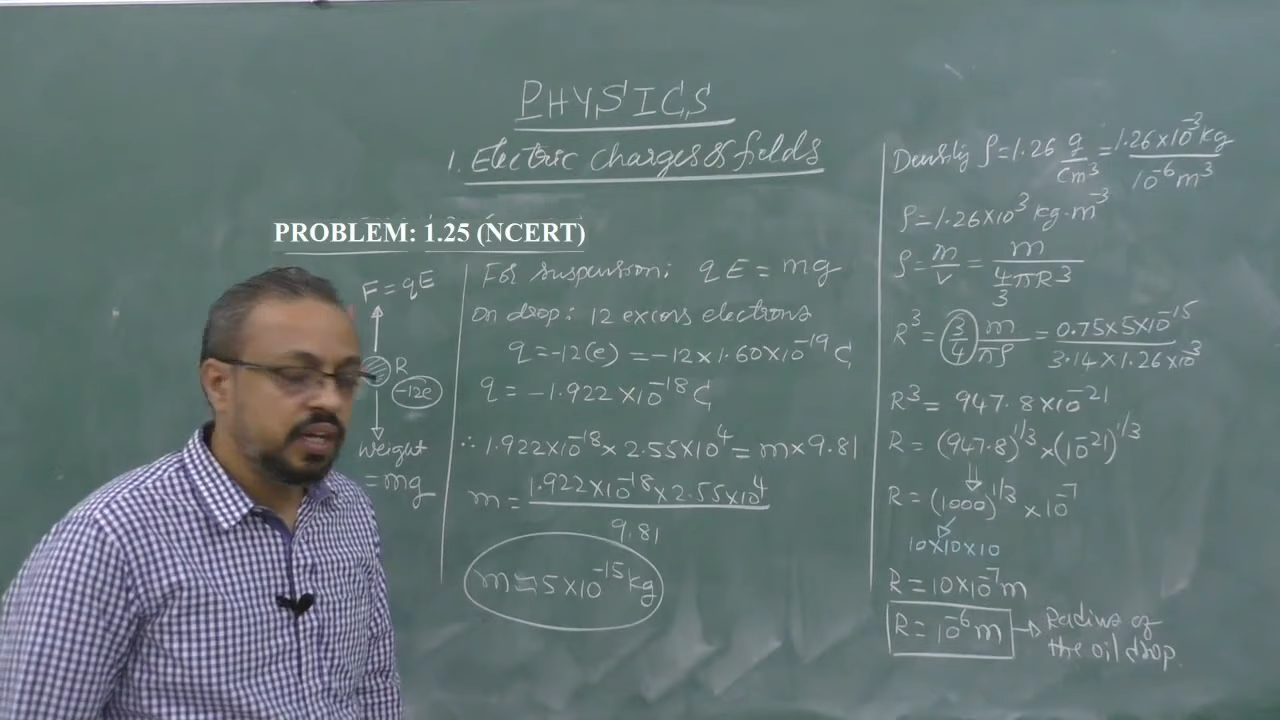 PHYSICS
1. Electric charges & fields
PROBLEM: 1.25 (NCERT)
F = qE
R
-12e
Weight
= mg
For suspension: qE = mg
On drop: 12 excess electrons
q = -12(e) = -12 × 1.60 × 10⁻¹⁹ C
q = -1.922 × 10⁻¹⁸ C
∴ 1.922 × 10⁻¹⁸ × 2.55 × 10⁴ = m × 9.81
m = 1.922 × 10⁻¹⁸ × 2.55 × 10⁴ / 9.81
m ≈ 5 × 10⁻¹⁵ kg
Density ρ = 1.26 g/cm³ = 1.26 × 10⁻³ kg / 10⁻⁶ m³
ρ = 1.26 × 10³ kg·m⁻³
ρ = m/v = m / 4/3 πR³
R³ = (3/4) m/πρ = 0.75 × 5 × 10⁻¹⁵ / 3.14 × 1.26 × 10³
R³ = 947.8 × 10⁻²¹
R = (947.8)^1/3 × (10⁻²¹)^1/3
⇓
R = (1000)^1/3 × 10⁻⁷
10×10×10
R = 10 × 10⁻⁷ m
R = 10⁻⁶ m → Radius of
the oil drop.